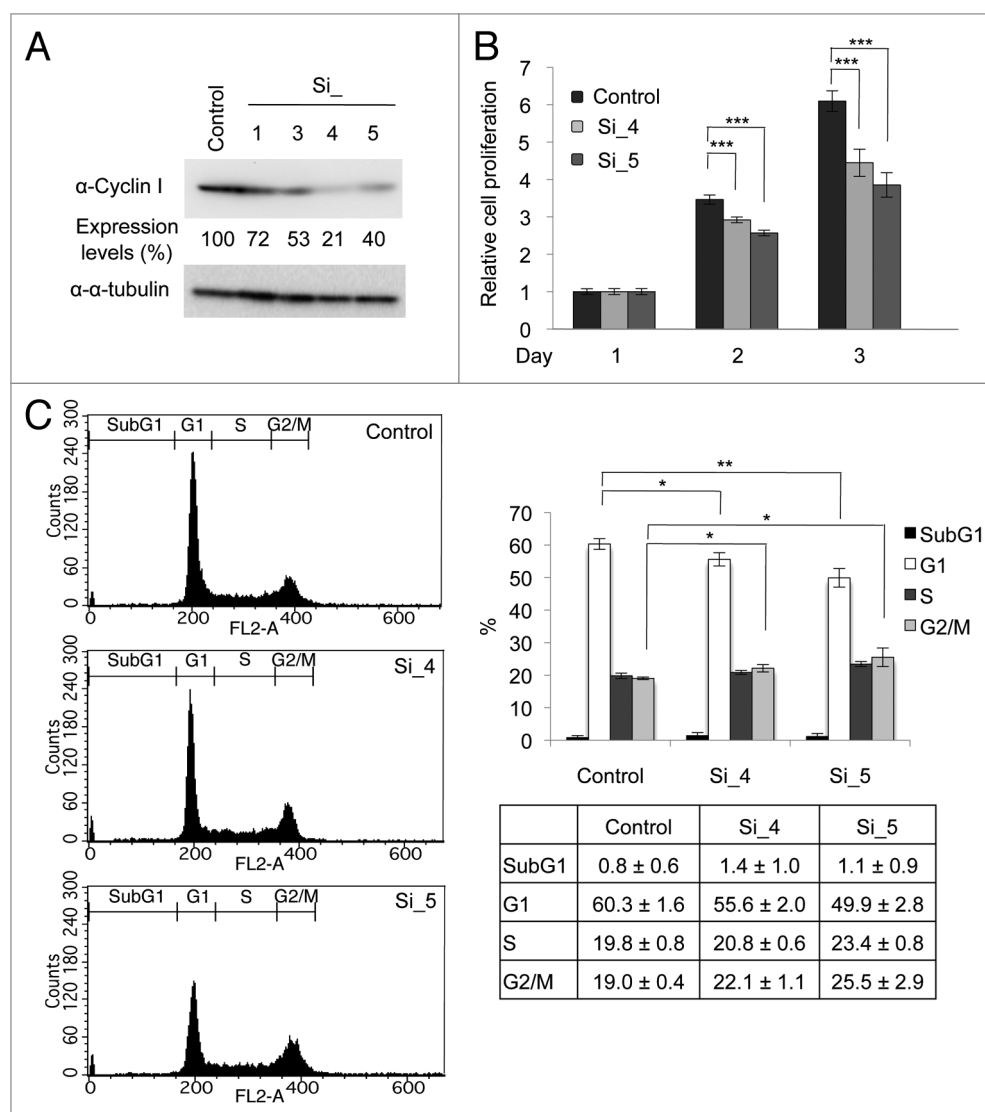 A
Control
Si_
1 3 4 5
α-Cyclin I
Expression
levels (%)
100 72 53 21 40
α-α-tubulin
B
Relative cell proliferation
7
6
5
4
3
2
1
0
Control
Si_4
Si_5
*** ***
*** ***
Day 1 2 3
C
Counts
300
240
180
120
60
0
SubG1 G1 S G2/M
Control
0 200 400 600
FL2-A
Counts
300
240
180
120
60
0
SubG1 G1 S G2/M
Si_4
0 200 400 600
FL2-A
Counts
300
240
180
120
60
0
SubG1 G1 S G2/M
Si_5
0 200 400 600
FL2-A
%
70
60
50
40
30
20
10
0
**
*
*
*
SubG1
G1
S
G2/M
Control Si_4 Si_5
Control Si_4 Si_5
SubG1 0.8 ± 0.6 1.4 ± 1.0 1.1 ± 0.9
G1 60.3 ± 1.6 55.6 ± 2.0 49.9 ± 2.8
S 19.8 ± 0.8 20.8 ± 0.6 23.4 ± 0.8
G2/M 19.0 ± 0.4 22.1 ± 1.1 25.5 ± 2.9